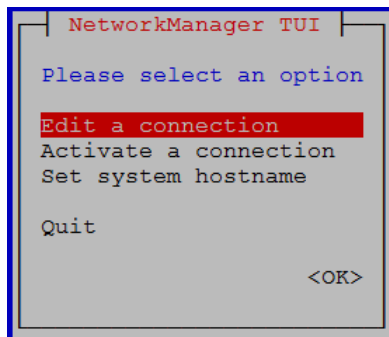 NetworkManager TUI
Please select an option
Edit a connection
Activate a connection
Set system hostname
Quit
<OK>